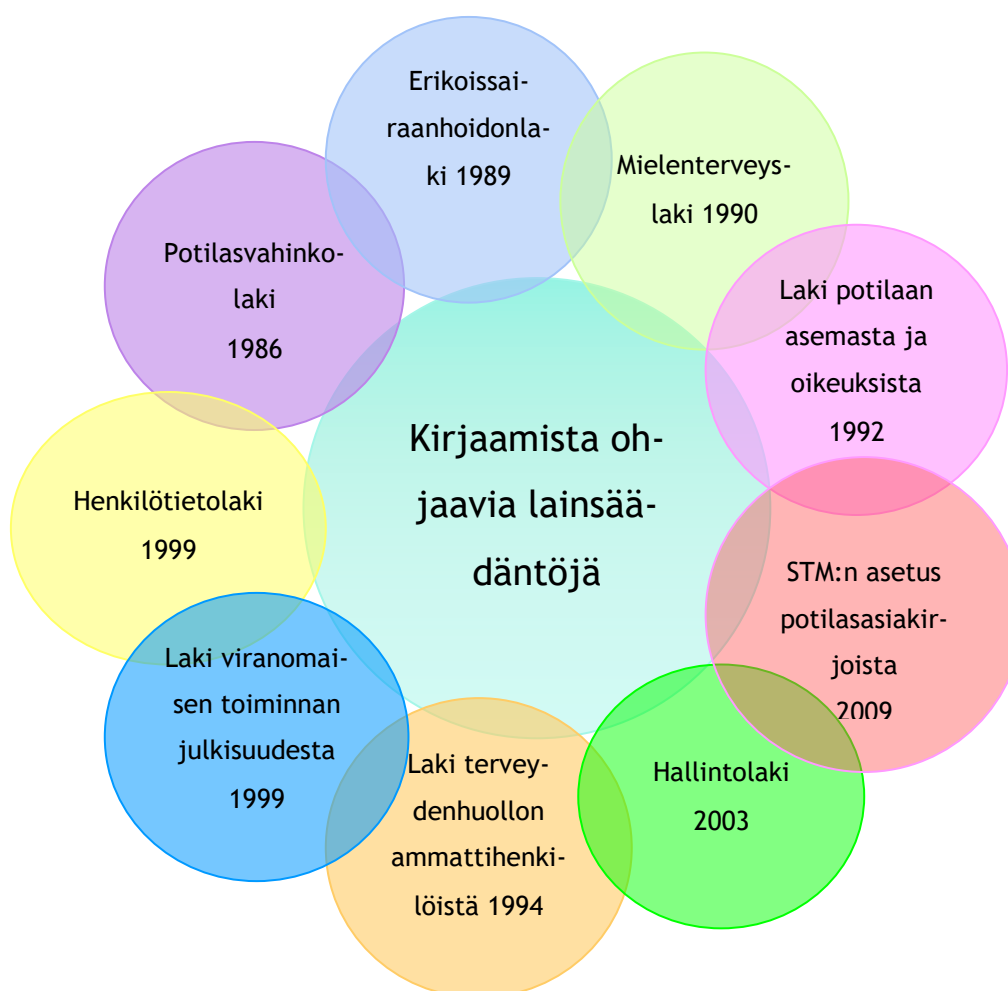 Erikoissai-
raanhoidonla-
ki 1989
Mielenterveys-
laki 1990
Laki potilaan
asemasta ja
oikeuksista
1992
STM:n asetus
potilasasiakir-
joista
2009
Hallintolaki
2003
Laki tervey-
denhuollon
ammattihenki-
löistä 1994
Laki viranomai-
sen toiminnan
julkisuudesta
1999
Henkilötietolaki
1999
Potilasvahinko-
laki
1986
Kirjaamista oh-
jaavia lainsää-
däntöjä